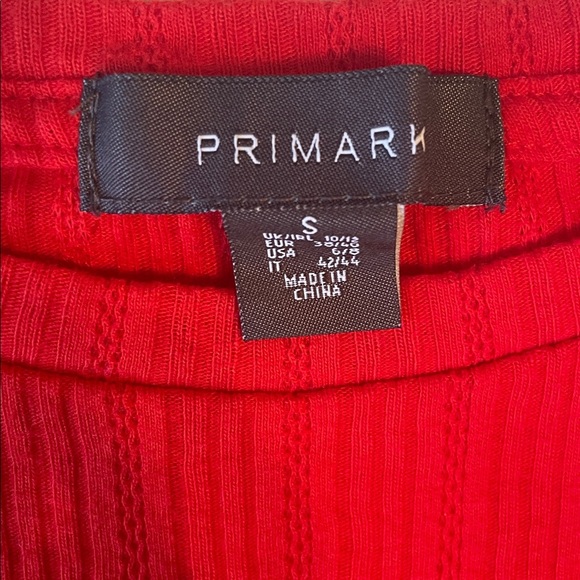 PRIMARK
S
UK/IRL 10/12
EUR 38/40
USA 6/8
IT 42/44
MADE IN
CHINA